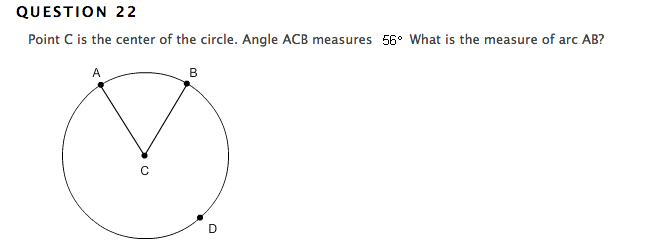 QUESTION 22
Point C is the center of the circle. Angle ACB measures 56° What is the measure of arc AB?
A B
C
D